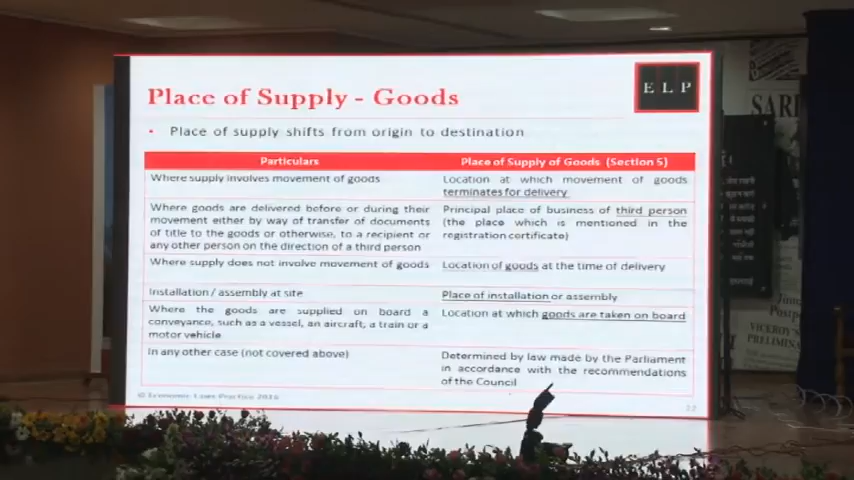 Place of Supply - Goods
E L P
• Place of supply shifts from origin to destination
Particulars
Place of Supply of Goods (Section 5)
Where supply involves movement of goods
Location at which movement of goods
terminates for delivery
Where goods are delivered before or during their
movement either by way of transfer of documents
of title to the goods or otherwise, to a recipient or
any other person on the direction of a third person
Principal place of business of third person
(the place which is mentioned in the
registration certificate)
Where supply does not involve movement of goods
Location of goods at the time of delivery
Installation / assembly at site
Place of installation or assembly
Where the goods are supplied on board a
conveyance, such as a vessel, an aircraft, a train or a
motor vehicle
Location at which goods are taken on board
In any other case (not covered above)
Determined by law made by the Parliament
in accordance with the recommendations
of the Council
© Economic Laws Practice 2016
SARD
VICEROY'S
PRELIMINA